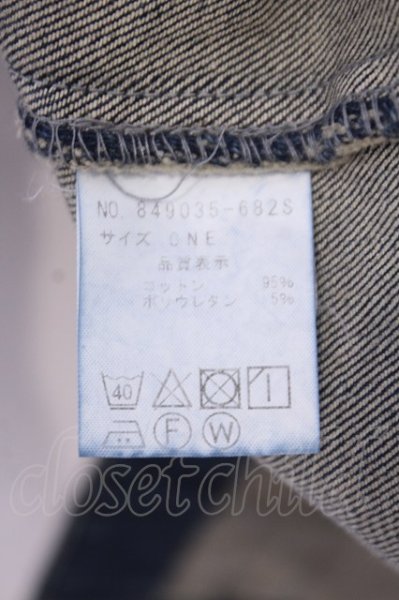 NO. 849035-682S
サイズ ONE
品質表示
コットン 95%
ポリウレタン 5%
40
F W
closetchild